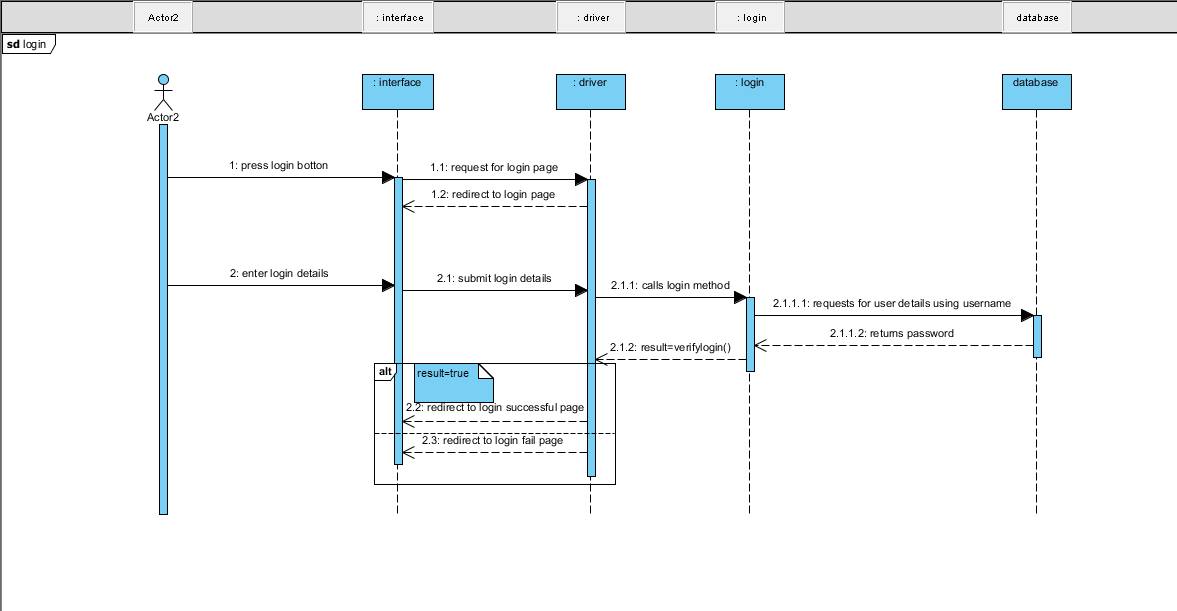 Actor2
: interface
: driver
: login
database
sd login
: interface
: driver
: login
database
Actor2
1: press login botton
1.1: request for login page
1.2: redirect to login page
2: enter login details
2.1: submit login details
2.1.1: calls login method
2.1.1.1: requests for user details using username
2.1.1.2: returns password
2.1.2: result=verifylogin()
alt
result=true
2.2: redirect to login successful page
2.3: redirect to login fail page